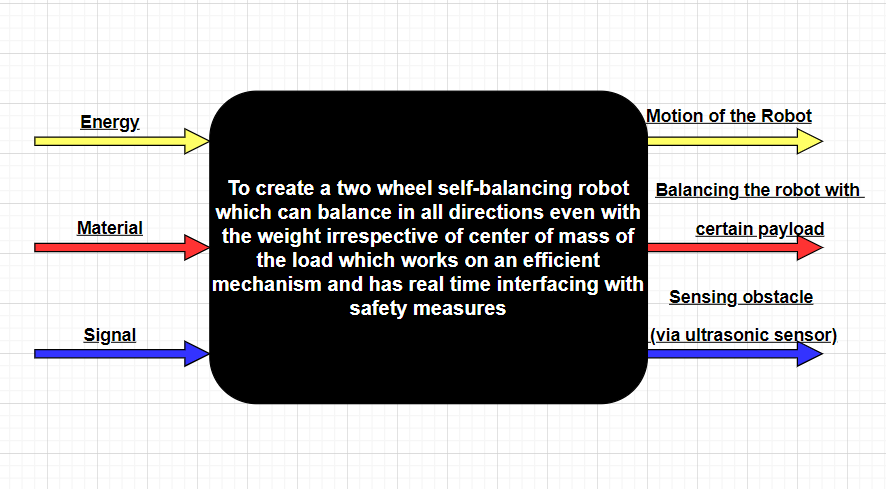 Energy
Motion of the Robot
To create a two wheel self-balancing robot
which can balance in all directions even with
the weight irrespective of center of mass of
the load which works on an efficient
mechanism and has real time interfacing with
safety measures
Material
Balancing the robot with
certain payload
Signal
Sensing obstacle
(via ultrasonic sensor)